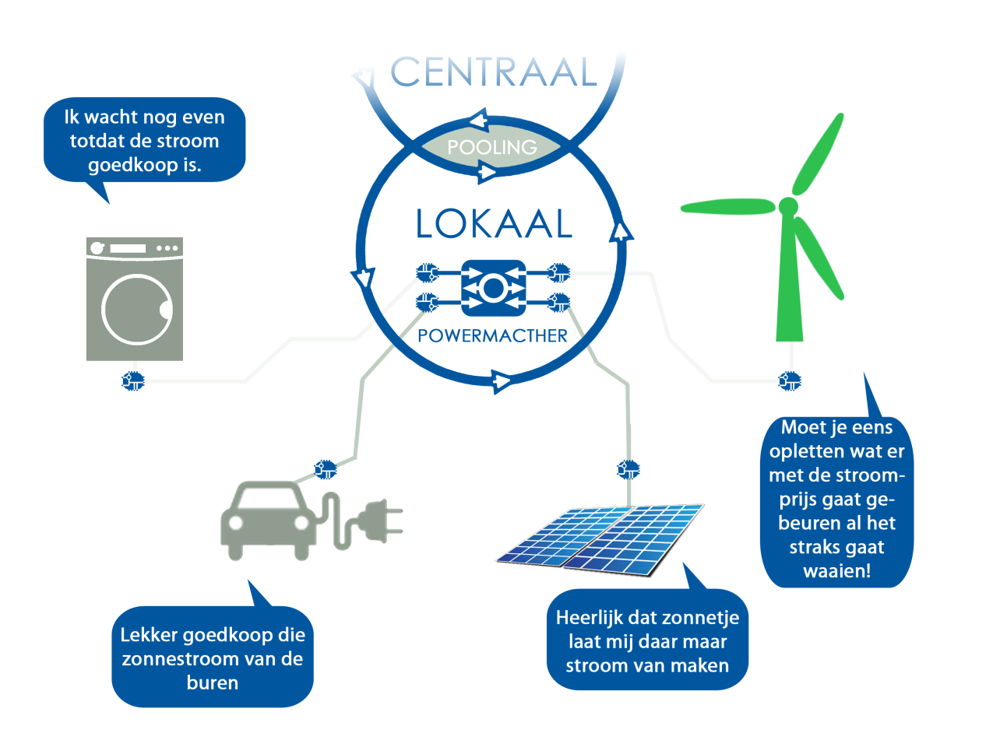 CENTRAAL
Ik wacht nog even
totdat de stroom
goedkoop is.
POOLING
LOKAAL
POWERMACTHER
Moet je eens
opletten wat er
met de stroom-
prijs gaat ge-
beuren al het
straks gaat
waaien!
Lekker goedkoop die
zonnestroom van de
buren
Heerlijk dat zonnetje
laat mij daar maar
stroom van maken